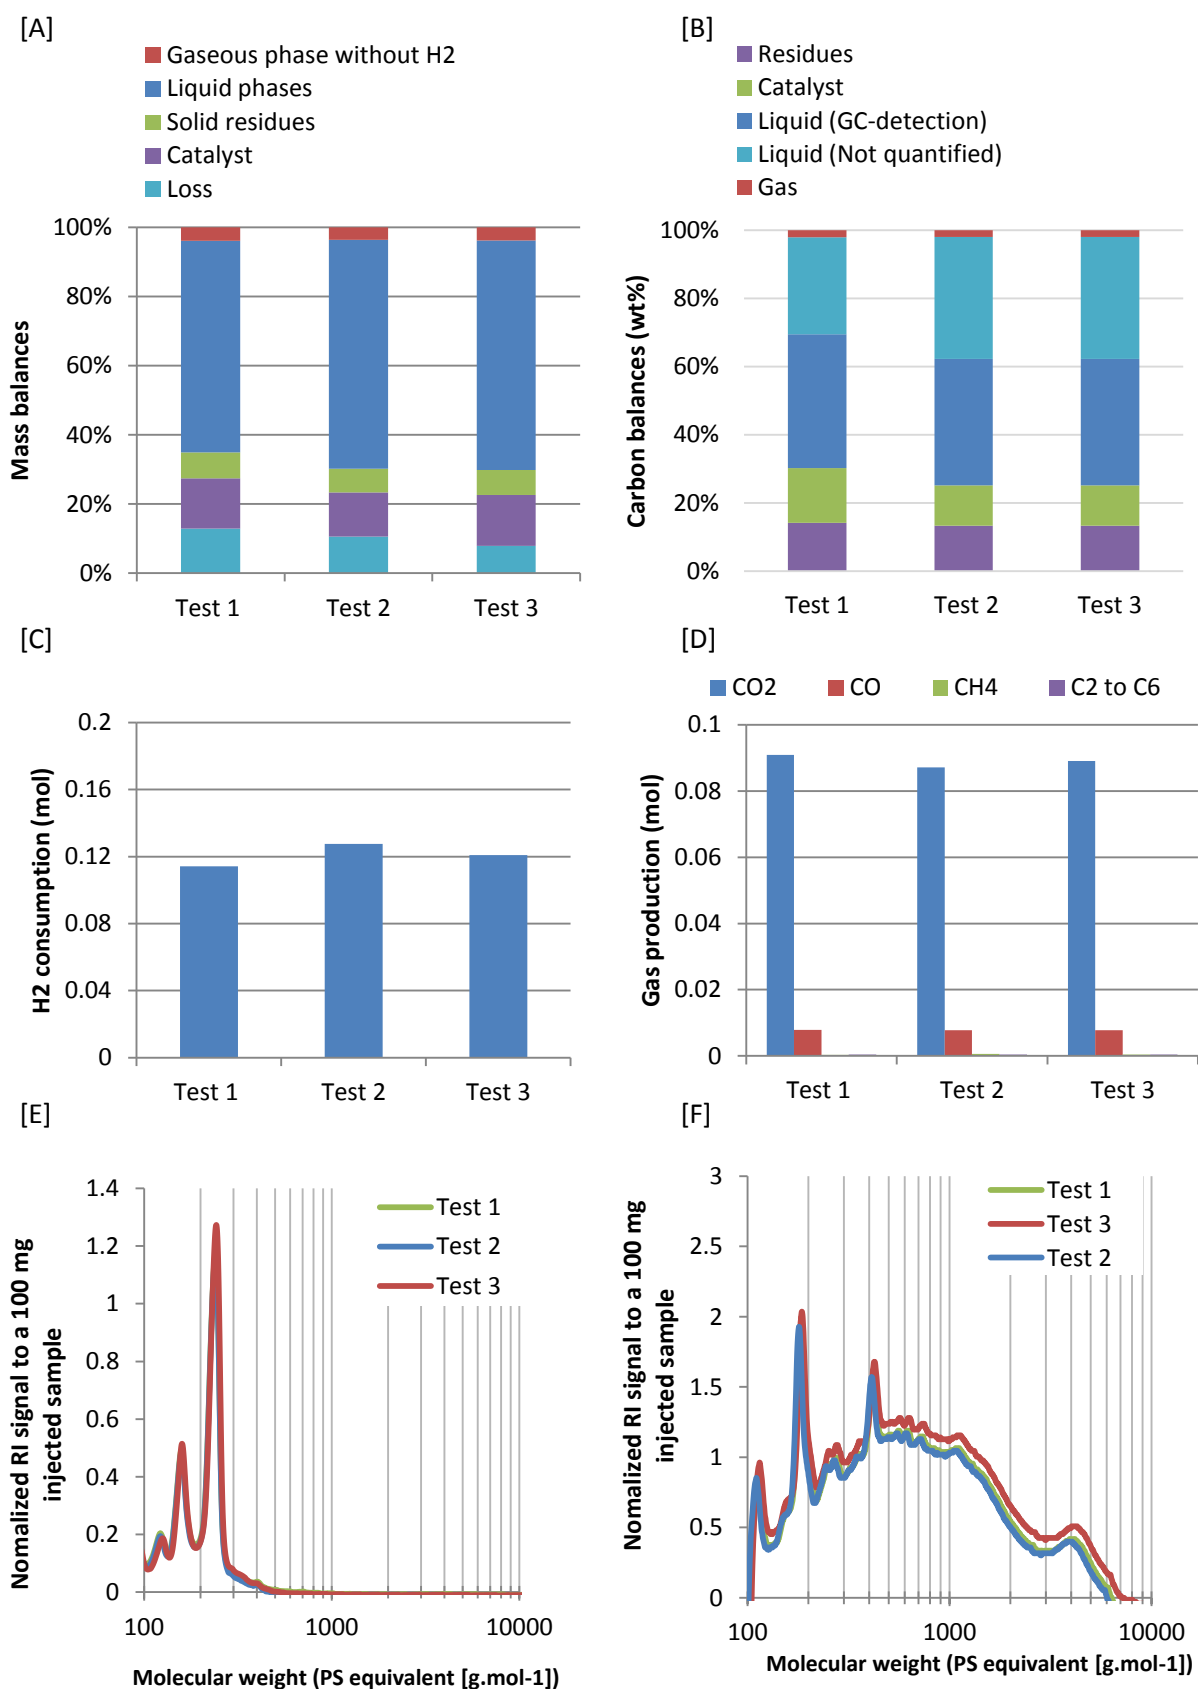 [A]
Gaseous phase without H2
Liquid phases
Solid residues
Catalyst
Loss
Mass balances
100%
80%
60%
40%
20%
0%
Test 1
Test 2
Test 3
[B]
Residues
Catalyst
Liquid (GC-detection)
Liquid (Not quantified)
Gas
Carbon balances (wt%)
100%
80%
60%
40%
20%
0%
Test 1
Test 2
Test 3
[C]
H2 consumption (mol)
0.2
0.16
0.12
0.08
0.04
0
Test 1
Test 2
Test 3
[D]
CO2
CO
CH4
C2 to C6
Gas production (mol)
0.1
0.08
0.06
0.04
0.02
0
Test 1
Test 2
Test 3
[E]
Nomalized RI signal to a 100 mg
injected sample
1.4
1.2
1
0.8
0.6
0.4
0.2
0
Test 1
Test 2
Test 3
100
1000
10000
Molecular weight (PS equivalent [g.mol-1])
[F]
Nomalized RI signal to a 100 mg
injected sample
3
2.5
2
1.5
1
0.5
0
Test 1
Test 3
Test 2
100
1000
10000
Molecular weight (PS equivalent [g.mol-1])